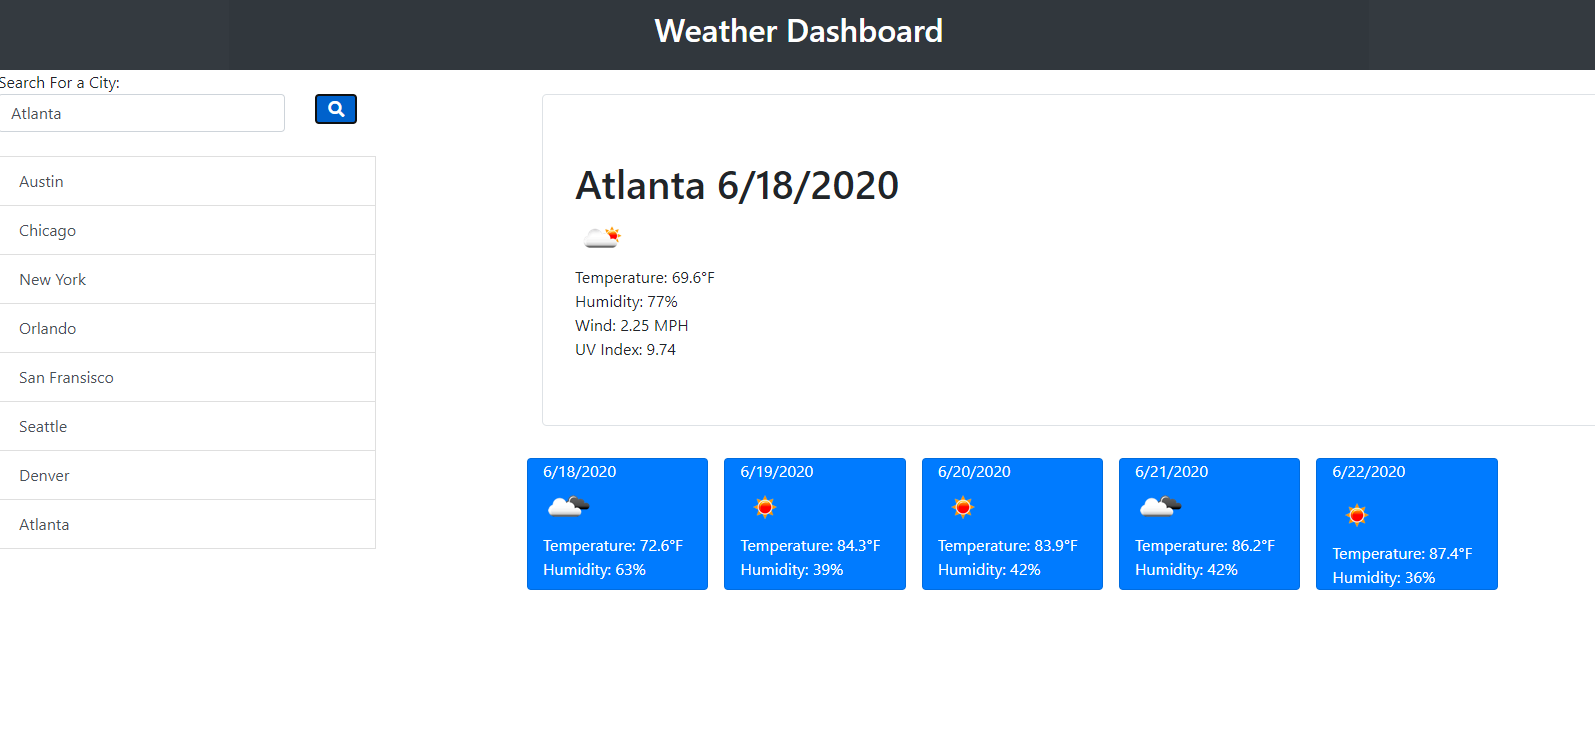 Weather Dashboard
Search For a City:
Atlanta
Austin
Chicago
New York
Orlando
San Fransisco
Seattle
Denver
Atlanta
Atlanta 6/18/2020
Temperature: 69.6°F
Humidity: 77%
Wind: 2.25 MPH
UV Index: 9.74
6/18/2020
Temperature: 72.6°F
Humidity: 63%
6/19/2020
Temperature: 84.3°F
Humidity: 39%
6/20/2020
Temperature: 83.9°F
Humidity: 42%
6/21/2020
Temperature: 86.2°F
Humidity: 42%
6/22/2020
Temperature: 87.4°F
Humidity: 36%